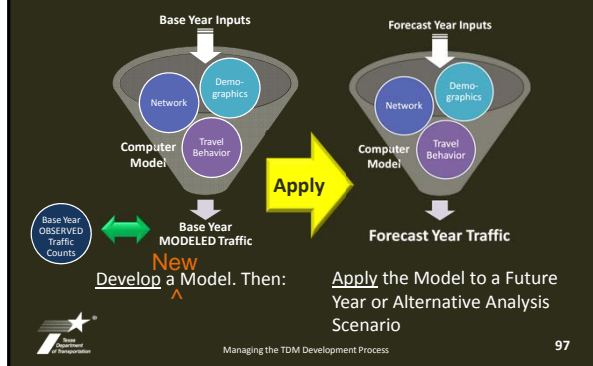 Base Year Inputs
Demo-
graphics
Network
Travel
Behavior
Computer
Model
Base Year
OBSERVED
Traffic
Counts
Base Year
MODELED Traffic
New
Develop a Model. Then:
^
Apply
Forecast Year Inputs
Demo-
graphics
Network
Travel
Behavior
Computer
Model
Forecast Year Traffic
Apply the Model to a Future
Year or Alternative Analysis
Scenario
Texas
Department
of Transportation
Managing the TDM Development Process
97